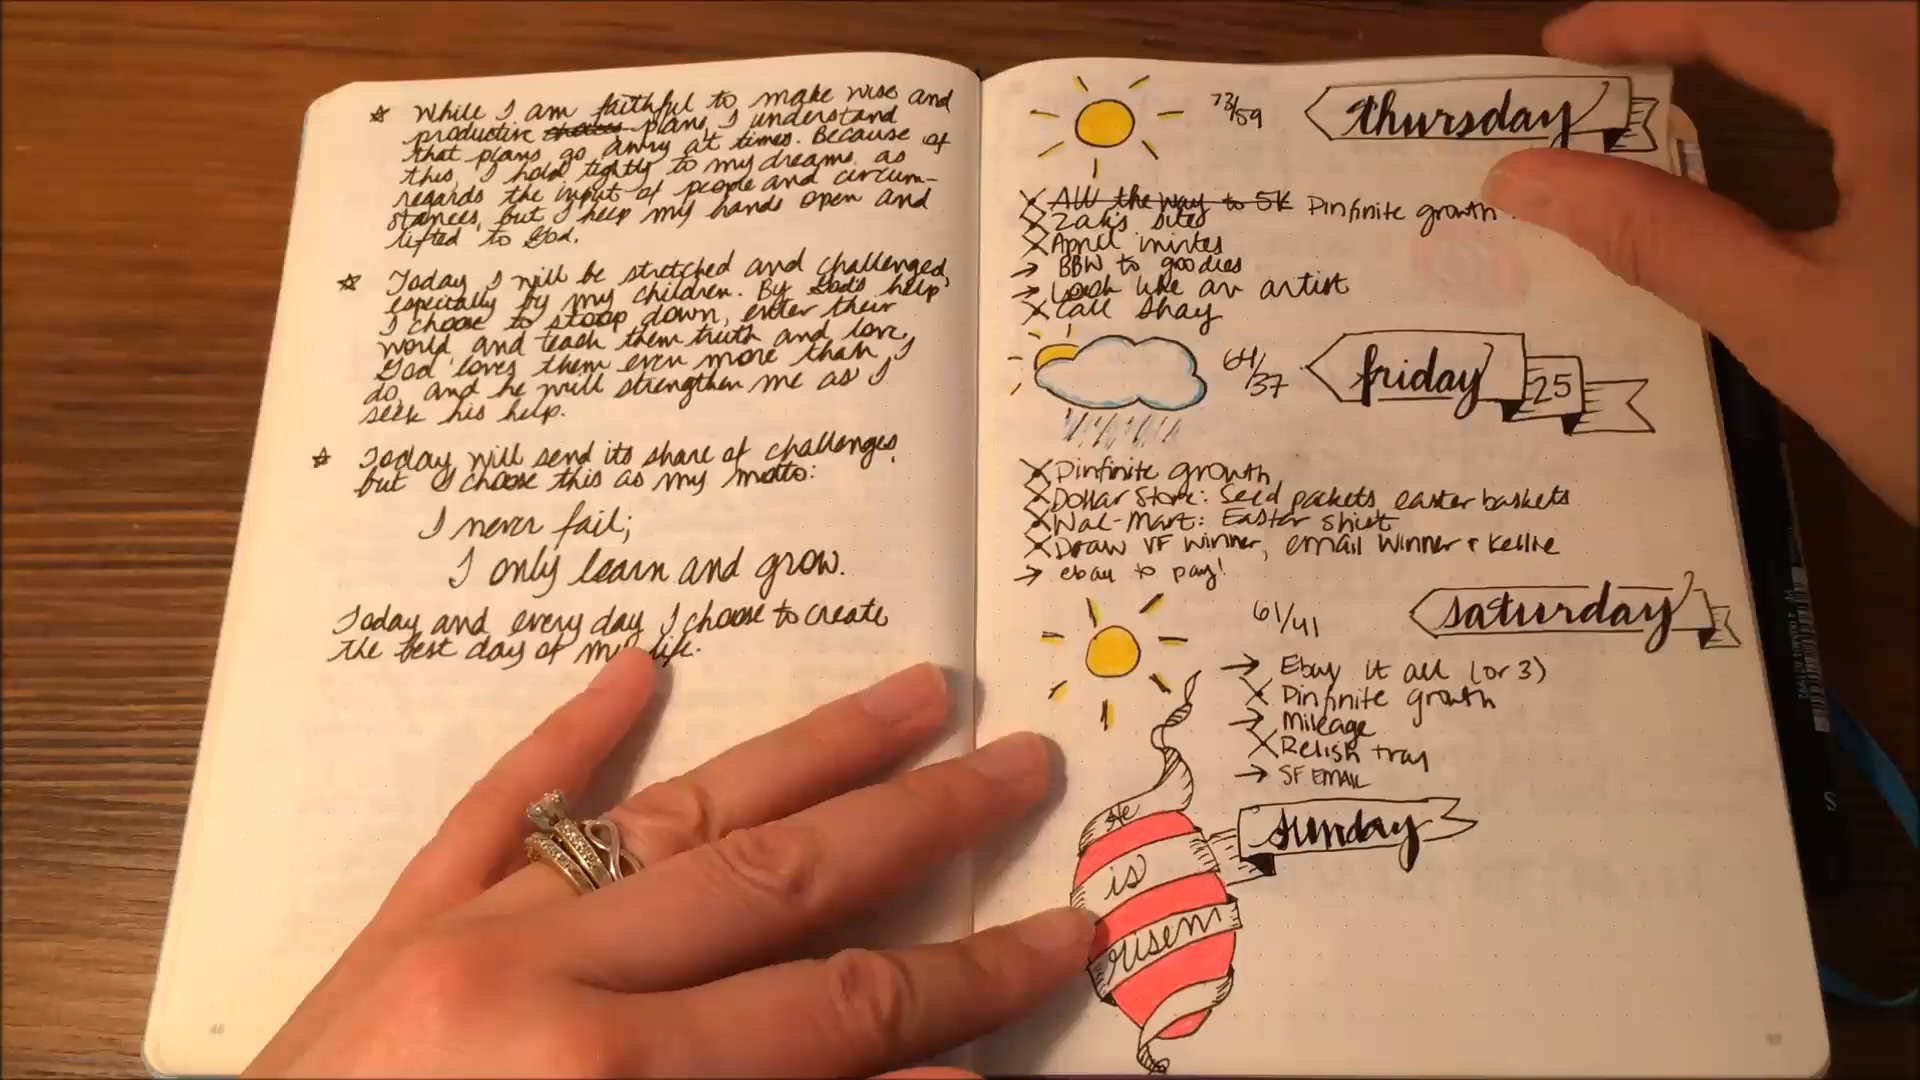 While I am faithful to make wise and
productive choices plans, I understand
that plans go awry at times. Because of
this, I hold tightly to my dreams, as
regards the input of people and circum-
stances, but I keep my hands open and
lifted to God.
Today I will be stretched and challenged,
especially by my children. By God's help,
I choose to stoop down, enter their
world, and teach them truth and love.
God loves them even more than I
do, and he will strengthen me as I
seek his help.
Today will send its share of challenges,
but I choose this as my motto:
I never fail;
I only learn and grow.
Today and every day I choose to create
the best day of my life.
46
73/59
thursday
All the way to 5K Pinfinite growth
Zak's sites
April invites
BBW to goodies
Look like an artist
Call Shay
64/37
friday
25
Pinfinite growth
Dollar Store: Seed packets, easter baskets
Wal-Mart: Easter shirt
Draw VF winner, email winner + Kellie
ebay to pay!
61/41
saturday
Ebay it all (or 3)
Pinfinite growth
Mileage
Relish tray
SF EMAIL
sunday
He
is
risen